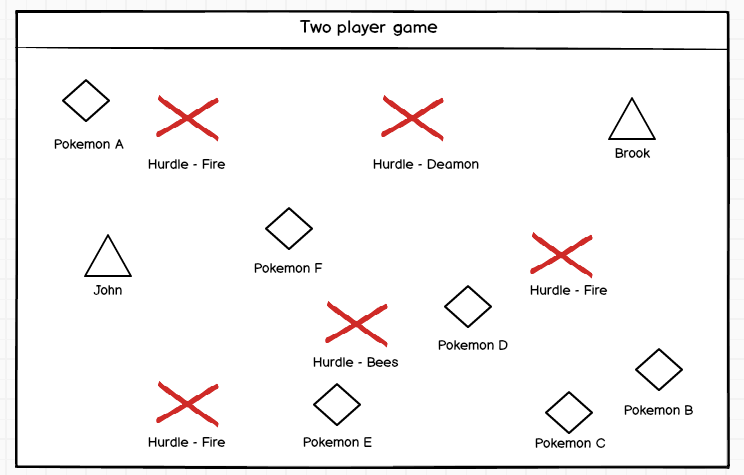 Two player game
Pokemon A
Hurdle - Fire
Hurdle - Deamon
Brook
Pokemon F
John
Hurdle - Fire
Pokemon D
Hurdle - Bees
Pokemon B
Hurdle - Fire
Pokemon E
Pokemon C